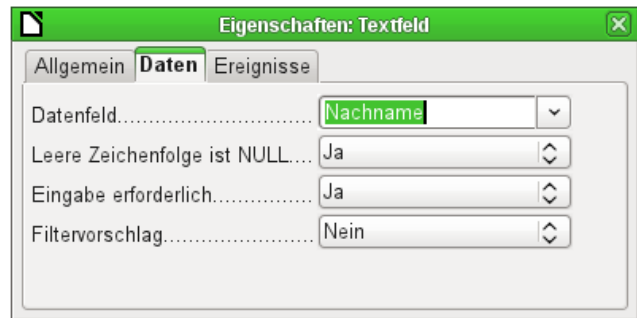 Eigenschaften: Textfeld
Allgemein Daten Ereignisse
Datenfeld............................. Nachname
Leere Zeichenfolge ist NULL.... Ja
Eingabe erforderlich................ Ja
Filtervorschlag........................ Nein